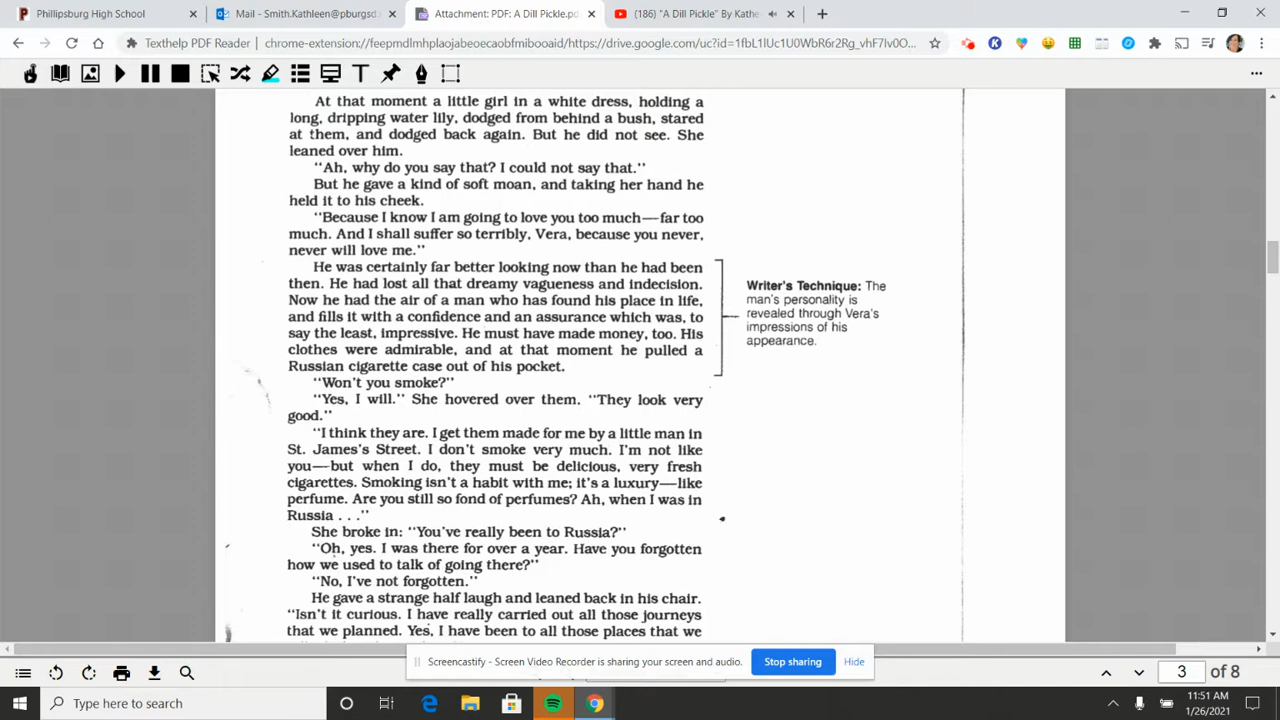 Phillipsburg High School
Mail - Smith.Kathleen@pburgsd.
Attachment: PDF: A Dill Pickle.pd
(186) "A Dill Pickle" By Kathe
Texthelp PDF Reader | chrome-extension://feepmdlmhplaojabeoecaobfmibooaid/https://drive.google.com/uc?id=1fbL1lUc1U0WbR6r2Rg_vhF7Iv0O...
At that moment a little girl in a white dress, holding a
long, dripping water lily, dodged from behind a bush, stared
at them, and dodged back again. But he did not see. She
leaned over him.
"Ah, why do you say that? I could not say that."
But he gave a kind of soft moan, and taking her hand he
held it to his cheek.
"Because I know I am going to love you too much—far too
much. And I shall suffer so terribly, Vera, because you never,
never will love me."
He was certainly far better looking now than he had been
then. He had lost all that dreamy vagueness and indecision.
Now he had the air of a man who has found his place in life,
and fills it with a confidence and an assurance which was, to
say the least, impressive. He must have made money, too. His
clothes were admirable, and at that moment he pulled a
Russian cigarette case out of his pocket.
"Won't you smoke?"
"Yes, I will." She hovered over them. "They look very
good."
"I think they are. I get them made for me by a little man in
St. James's Street. I don't smoke very much. I'm not like
you—but when I do, they must be delicious, very fresh
cigarettes. Smoking isn't a habit with me; it's a luxury—like
perfume. Are you still so fond of perfumes? Ah, when I was in
Russia . . ."
She broke in: "You've really been to Russia?"
"Oh, yes. I was there for over a year. Have you forgotten
how we used to talk of going there?"
"No, I've not forgotten."
He gave a strange half laugh and leaned back in his chair.
"Isn't it curious. I have really carried out all those journeys
that we planned. Yes, I have been to all those places that we
Writer's Technique: The
man's personality is
revealed through Vera's
impressions of his
appearance.
Screencastify - Screen Video Recorder is sharing your screen and audio.
Stop sharing
Hide
3 of 8
Type here to search
11:51 AM
1/26/2021